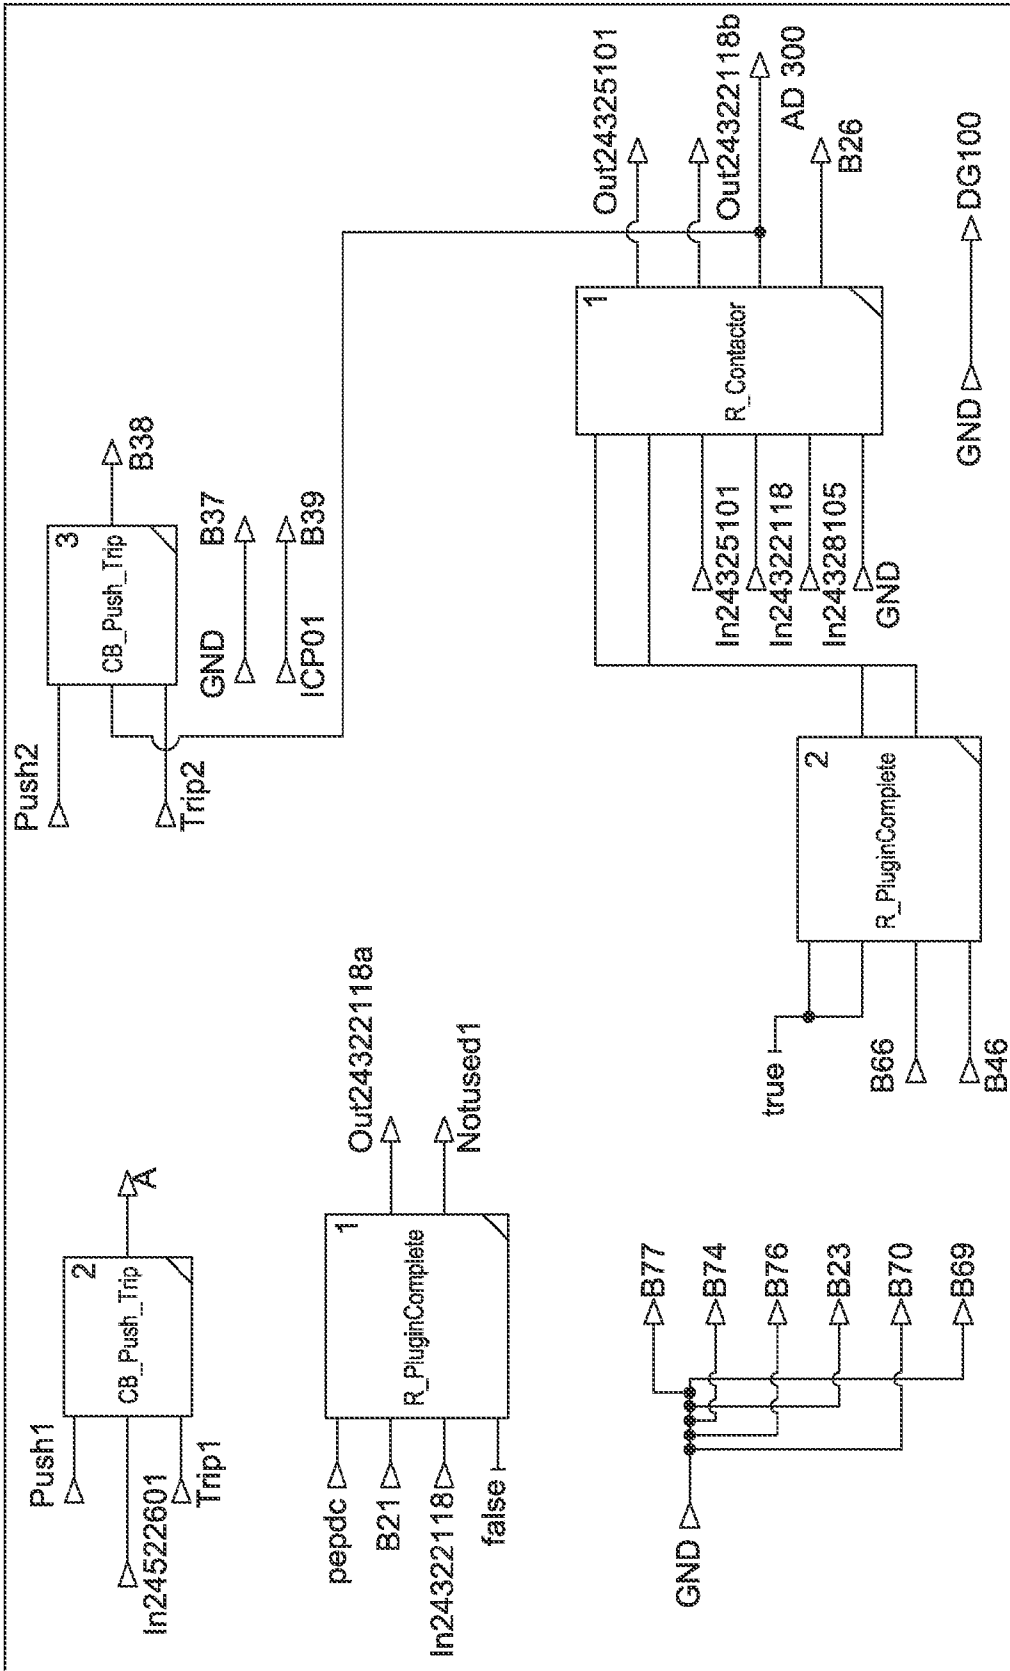 Push1
In24522601
Trip1
2
CB_Push_Trip
A
Push2
Trip2
3
CB_Push_Trip
B38
GND
B37
ICP01
B39
pepdc
B21
In24322118
false
1
R_PluginComplete
Out24322118a
Notused1
GND
B77
B74
B76
B23
B70
B69
true
B66
B46
2
R_PluginComplete
In24325101
In24322118
In24328105
GND
1
R_Contactor
Out24325101
Out24322118b
AD 300
B26
GND
DG100